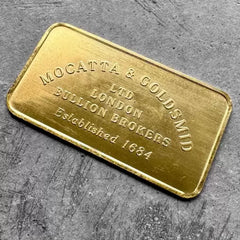 MOCATTA & GOLDSMID
LTD
LONDON
BULLION BROKERS
Established 1684